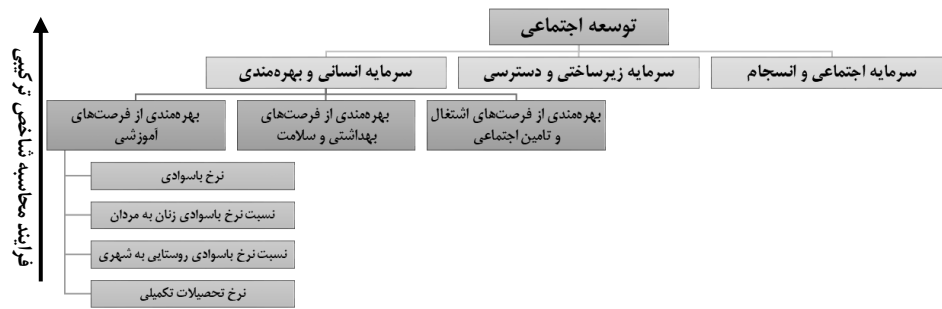 توسعه اجتماعی
سرمایه اجتماعی و انسجام
سرمایه زیرساختی و دسترسی
سرمایه انسانی و بهره‌مندی
بهره‌مندی از فرصت‌های اشتغال
و تامین اجتماعی
بهره‌مندی از فرصت‌های
بهداشتی و سلامت
بهره‌مندی از فرصت‌های
آموزشی
نرخ باسوادی
نسبت نرخ باسوادی زنان به مردان
نسبت نرخ باسوادی روستایی به شهری
نرخ تحصیلات تکمیلی
فرایند محاسبه شاخص ترکیبی